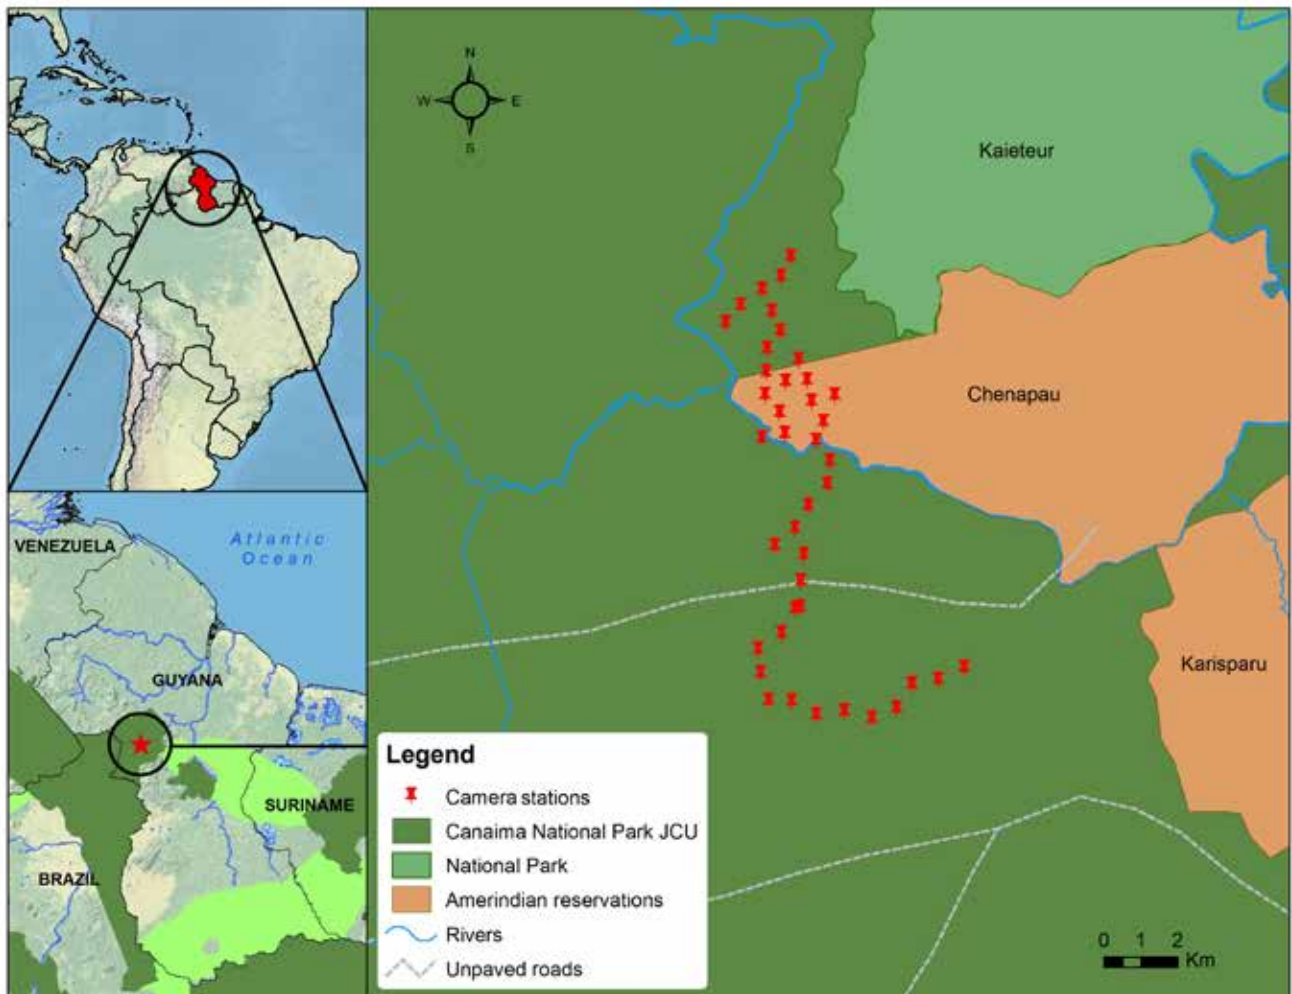 N
W E
S
Kaieteur
Chenapau
Karisparu
Atlantic
Ocean
VENEZUELA
GUYANA
SURINAME
BRAZIL
Legend
Camera stations
Canaima National Park JCU
National Park
Amerindian reservations
Rivers
Unpaved roads
0 1 2
Km